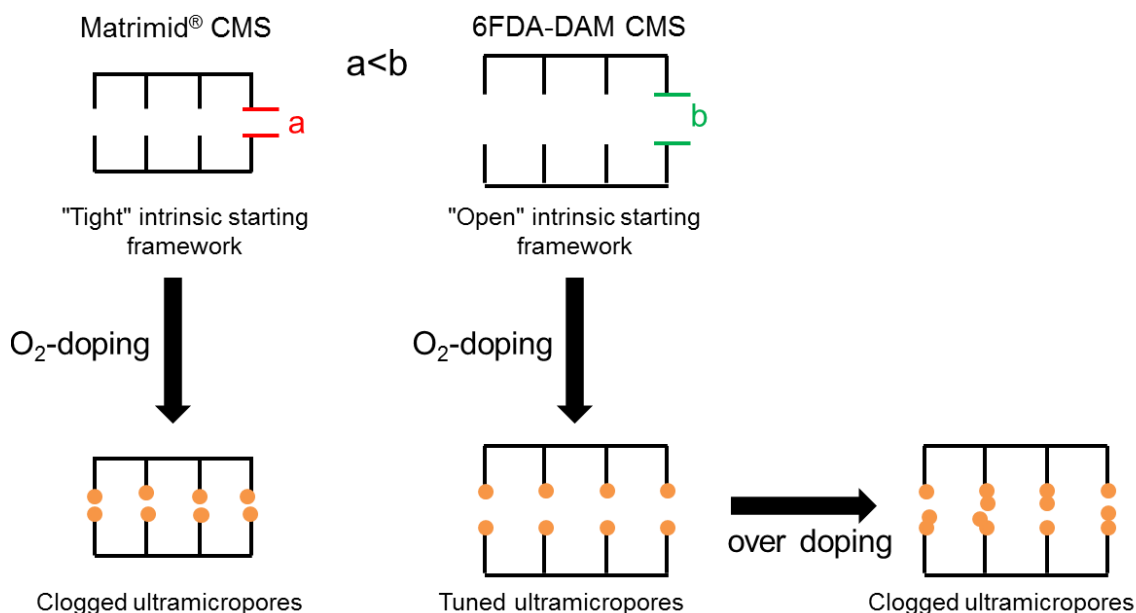 Matrimid® CMS
6FDA-DAM CMS
a<b
a
b
"Tight" intrinsic starting
framework
"Open" intrinsic starting
framework
O₂-doping
O₂-doping
over doping
Clogged ultramicropores
Tuned ultramicropores
Clogged ultramicropores